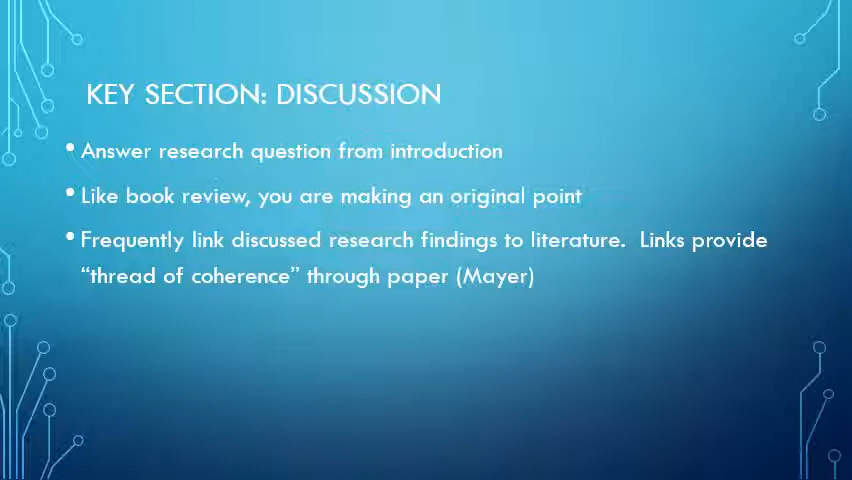 KEY SECTION: DISCUSSION
• Answer research question from introduction
• Like book review, you are making an original point
• Frequently link discussed research findings to literature.  Links provide
“thread of coherence” through paper (Mayer)